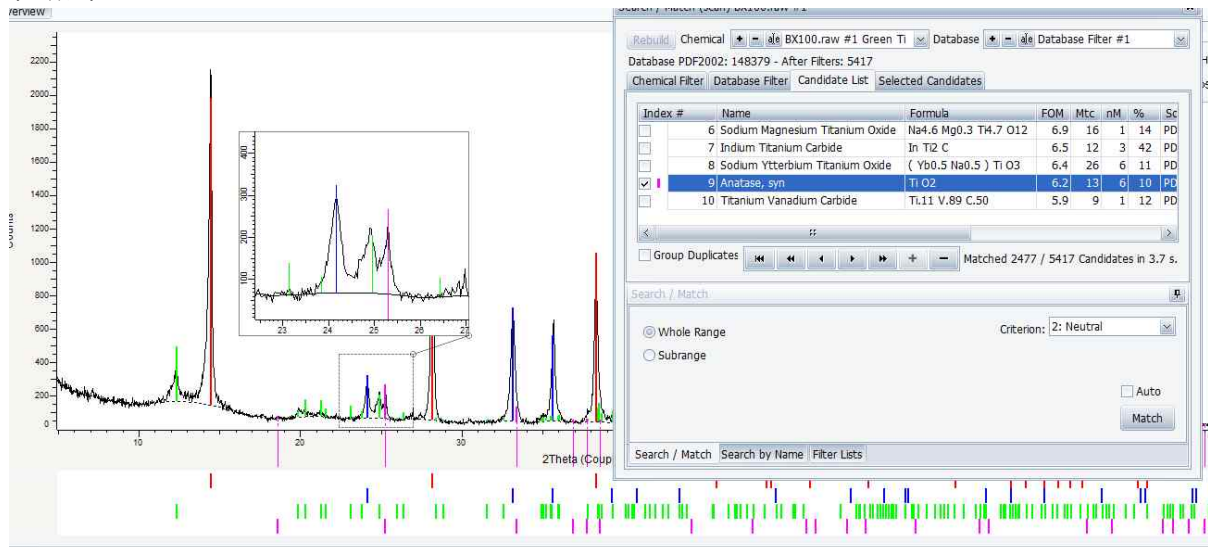 Overview
Search / Match (Scan) BX100.raw #1
Rebuild Chemical + - a|e BX100.raw #1 Green Ti Database + - a|e Database Filter #1
Database PDF2002: 148379 - After Filters: 5417
Chemical Filter Database Filter Candidate List Selected Candidates
Index # Name Formula FOM Mtc nM % Sc
6 Sodium Magnesium Titanium Oxide Na4.6 Mg0.3 Ti4.7 O12 6.9 16 1 14 PD
7 Indium Titanium Carbide In Ti2 C 6.5 12 3 42 PD
8 Sodium Ytterbium Titanium Oxide ( Yb0.5 Na0.5 ) Ti O3 6.4 26 6 11 PD
9 Anatase, syn Ti O2 6.2 13 6 10 PD
10 Titanium Vanadium Carbide Ti.11 V.89 C.50 5.9 9 1 12 PD
Group Duplicates + - Matched 2477 / 5417 Candidates in 3.7 s.
Search / Match
Whole Range Criterion: 2: Neutral
Subrange
Auto
Match
Search / Match Search by Name Filter Lists
Counts
2200
2000
1800
1600
1400
1200
1000
800
600
400
200
0
10 20 30
2Theta (Coup
400
300
200
100
23 24 25 26 27